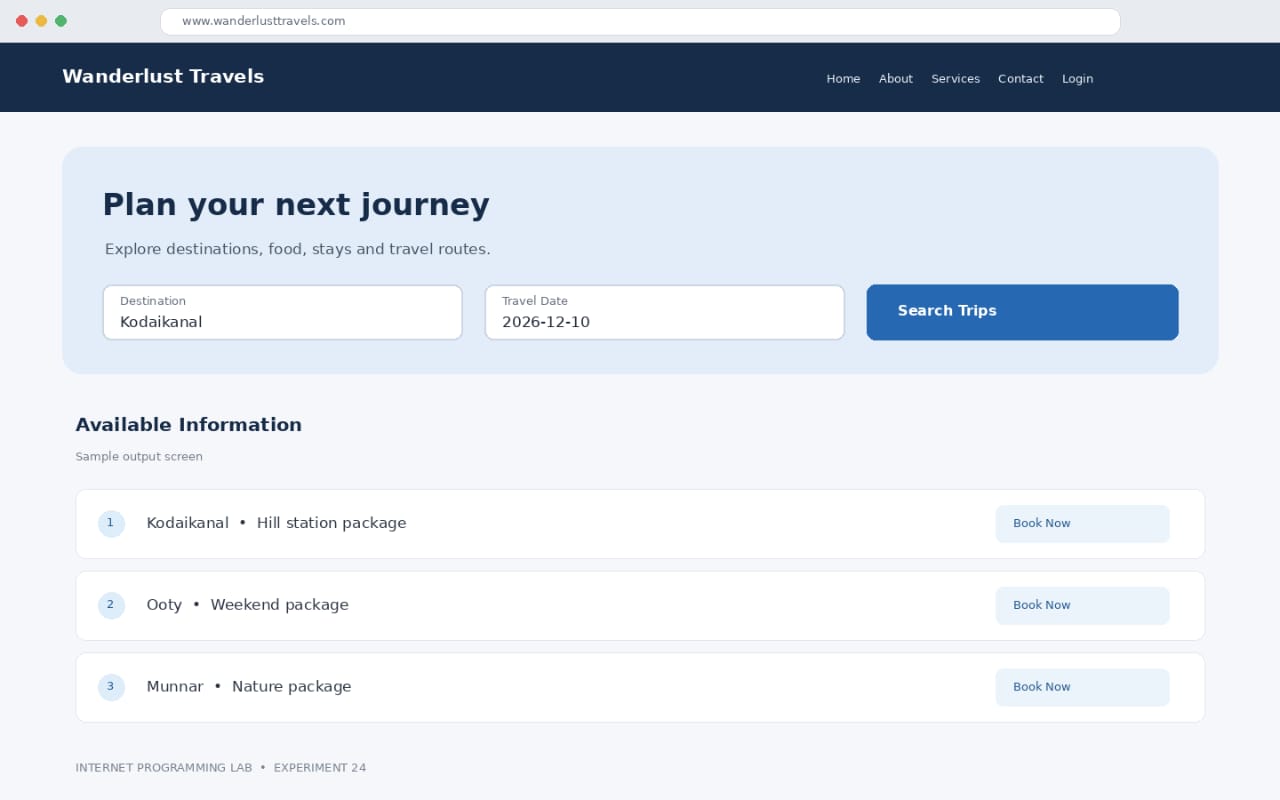 www.wanderlusttravels.com
Wanderlust Travels
Home About Services Contact Login
Plan your next journey
Explore destinations, food, stays and travel routes.
Destination
Kodaikanal
Travel Date
2026-12-10
Search Trips
Available Information
Sample output screen
1 Kodaikanal • Hill station package Book Now
2 Ooty • Weekend package Book Now
3 Munnar • Nature package Book Now
INTERNET PROGRAMMING LAB • EXPERIMENT 24